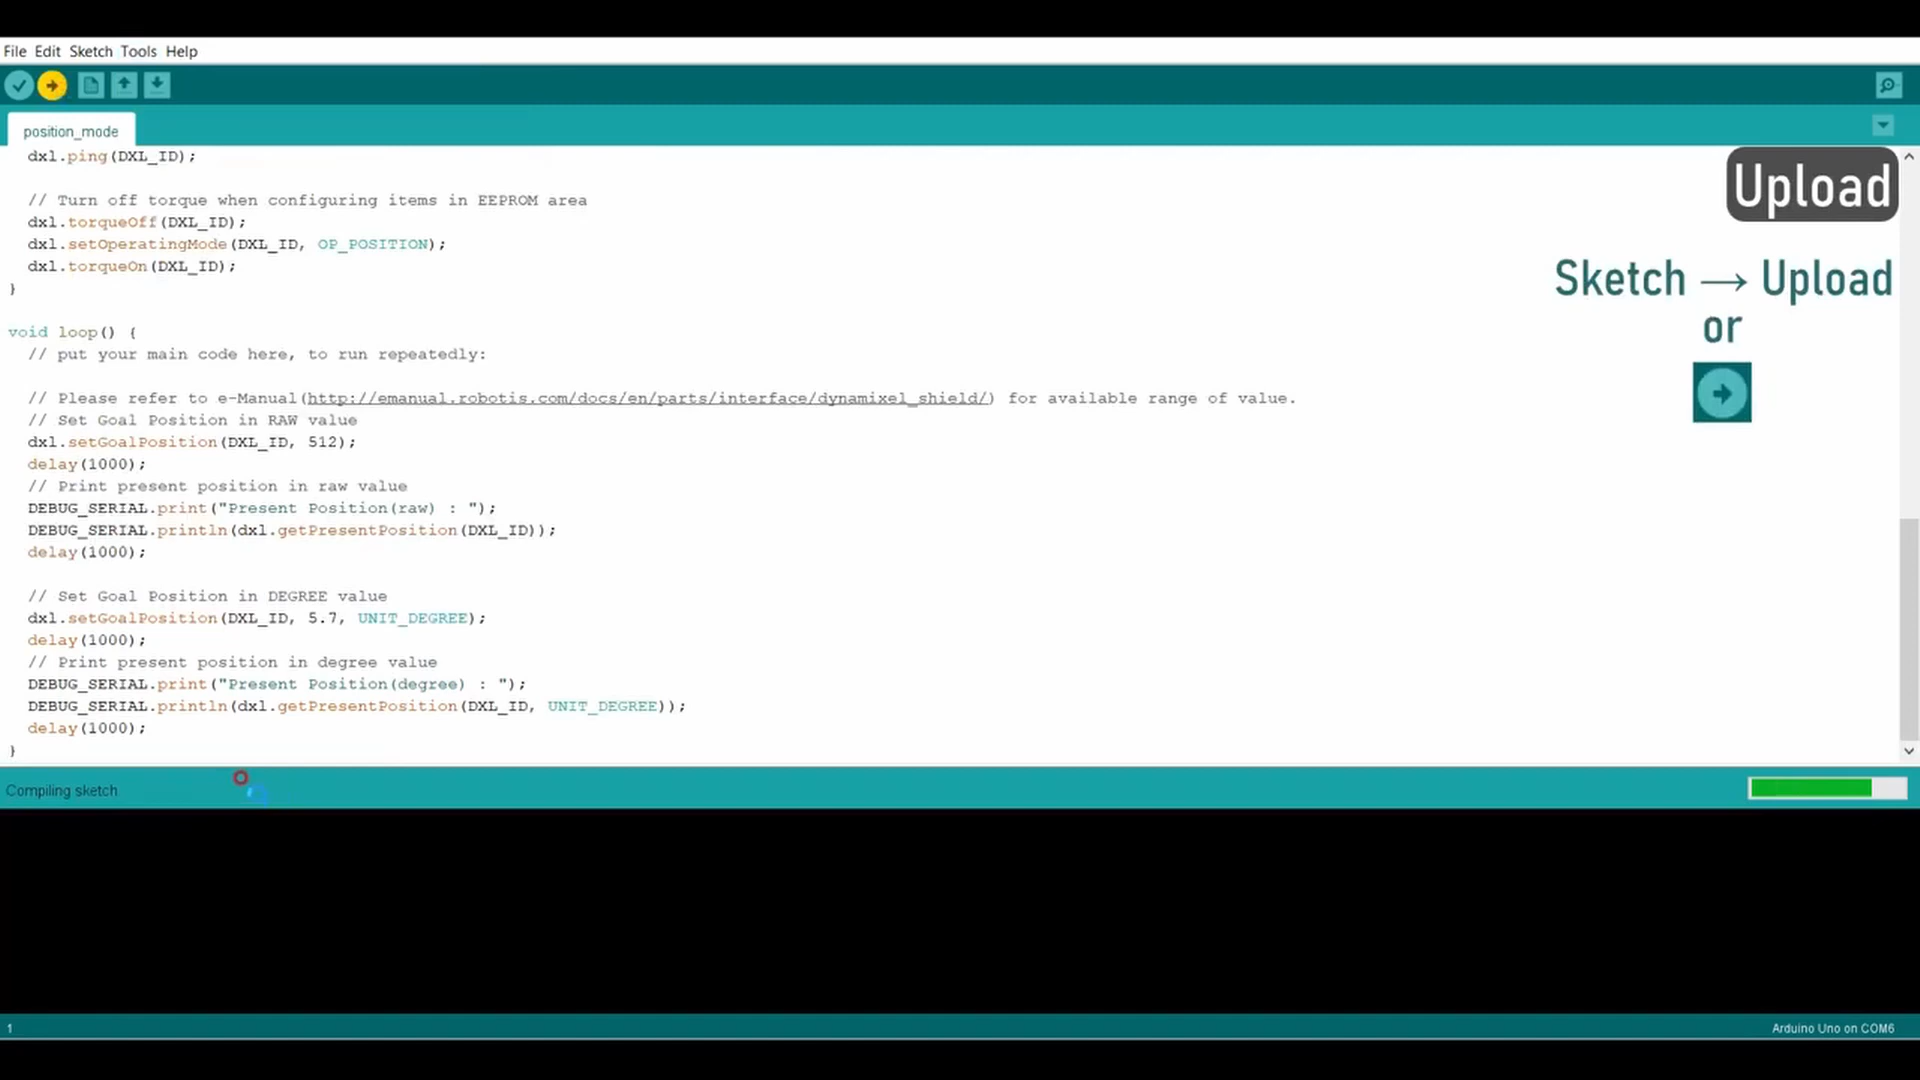 File Edit Sketch Tools Help
position_mode
dxl.ping(DXL_ID);
// Turn off torque when configuring items in EEPROM area
dxl.torqueOff(DXL_ID);
dxl.setOperatingMode(DXL_ID, OP_POSITION);
dxl.torqueOn(DXL_ID);
}
void loop() {
// put your main code here, to run repeatedly:
// Please refer to e-Manual(http://emanual.robotis.com/docs/en/parts/interface/dynamixel_shield/) for available range of value.
// Set Goal Position in RAW value
dxl.setGoalPosition(DXL_ID, 512);
delay(1000);
// Print present position in raw value
DEBUG_SERIAL.print("Present Position(raw) : ");
DEBUG_SERIAL.println(dxl.getPresentPosition(DXL_ID));
delay(1000);
// Set Goal Position in DEGREE value
dxl.setGoalPosition(DXL_ID, 5.7, UNIT_DEGREE);
delay(1000);
// Print present position in degree value
DEBUG_SERIAL.print("Present Position(degree) : ");
DEBUG_SERIAL.println(dxl.getPresentPosition(DXL_ID, UNIT_DEGREE));
delay(1000);
}
Upload
Sketch → Upload
or
Compiling sketch
1
Arduino Uno on COM6